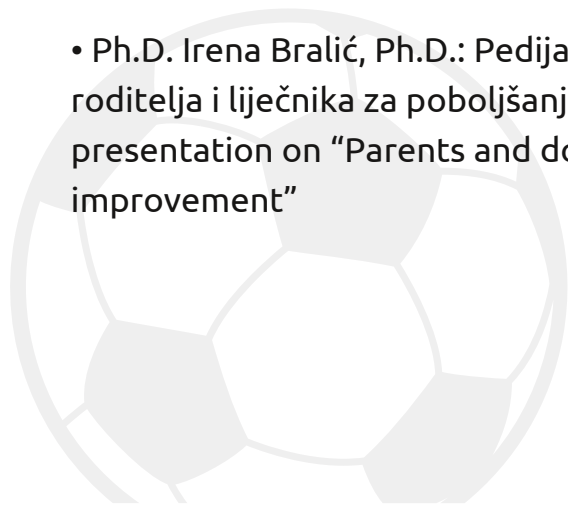 • Ph.D. Irena Bralić, Ph.D.: Pedija
roditelja i liječnika za poboljšanj
presentation on “Parents and do
improvement”